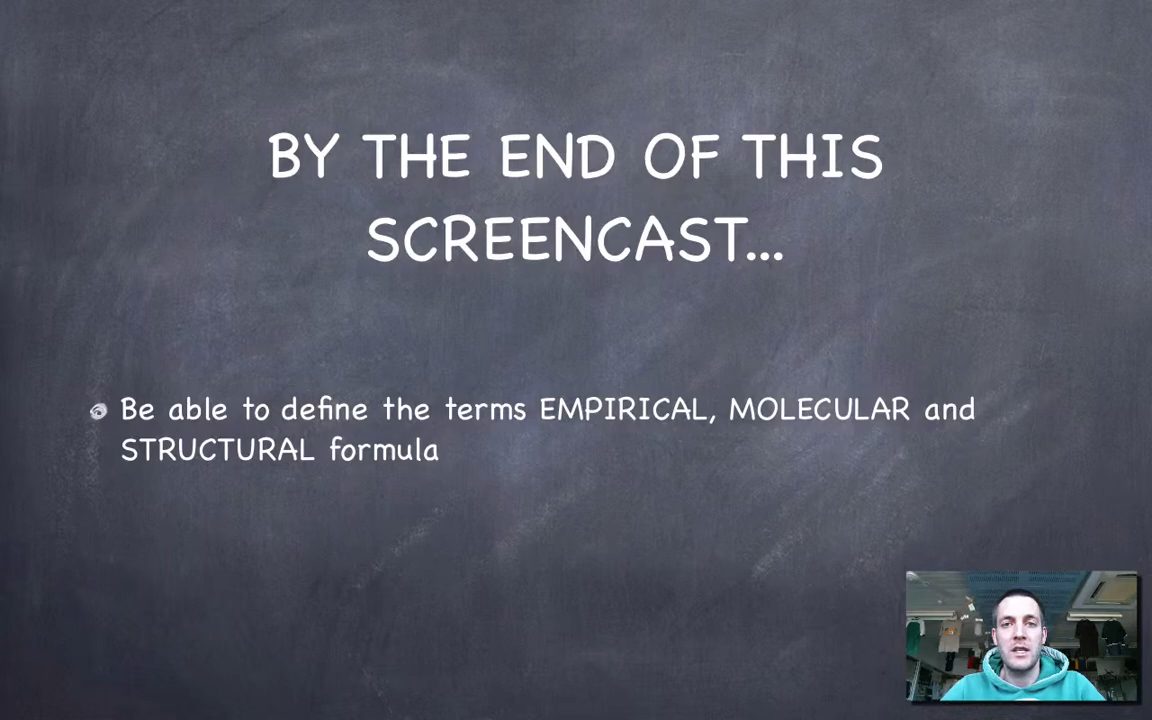 BY THE END OF THIS
SCREENCAST...
Be able to define the terms EMPIRICAL, MOLECULAR and
STRUCTURAL formula